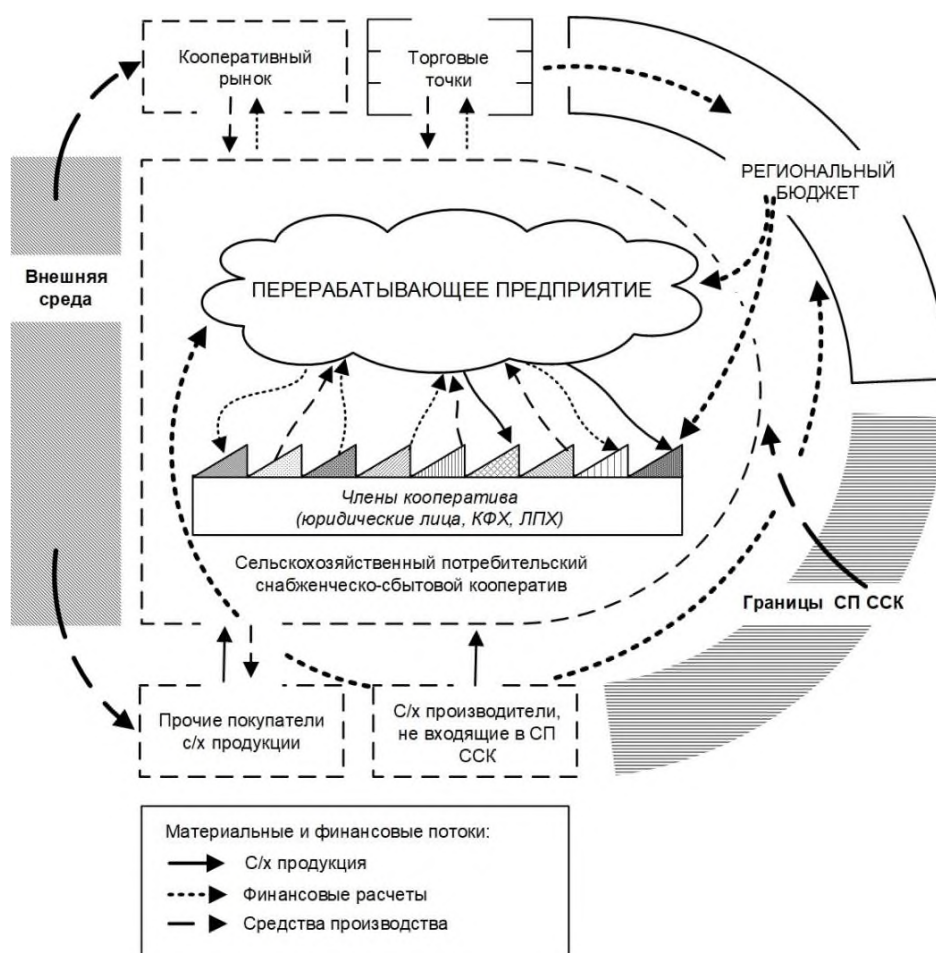 Кооперативный
рынок
Торговые
точки
РЕГИОНАЛЬНЫЙ
БЮДЖЕТ
Внешняя
среда
ПЕРЕРАБАТЫВАЮЩЕЕ ПРЕДПРИЯТИЕ
Члены кооператива
(юридические лица, КФХ, ЛПХ)
Сельскохозяйственный потребительский
снабженческо-сбытовой кооператив
Границы СП ССК
Прочие покупатели
с/х продукции
С/х производители,
не входящие в СП
ССК
Материальные и финансовые потоки:
С/х продукция
Финансовые расчеты
Средства производства